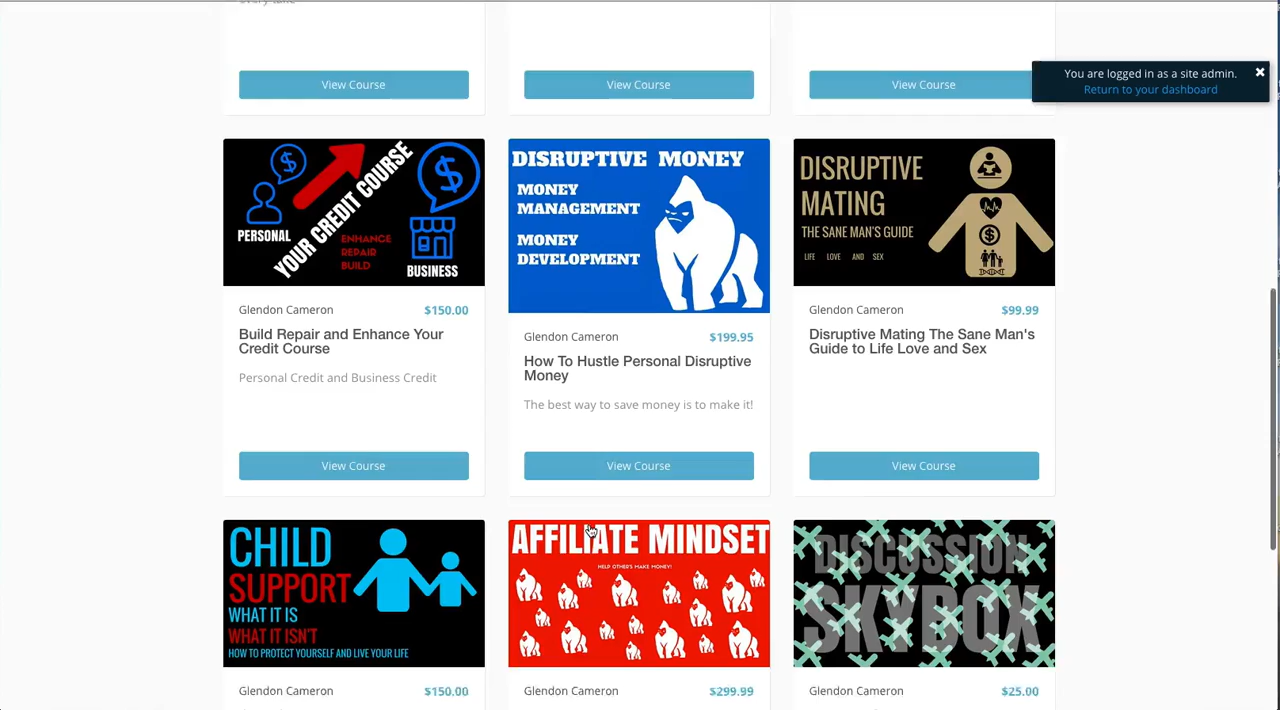 View Course
View Course
View Course
You are logged in as a site admin.
Return to your dashboard
PERSONAL
YOUR CREDIT COURSE
ENHANCE
REPAIR
BUILD
BUSINESS
DISRUPTIVE MONEY
MONEY
MANAGEMENT
MONEY
DEVELOPMENT
DISRUPTIVE
MATING
THE SANE MAN'S GUIDE
LIFE LOVE AND SEX
Glendon Cameron
$150.00
Build Repair and Enhance Your
Credit Course
Personal Credit and Business Credit
View Course
Glendon Cameron
$199.95
How To Hustle Personal Disruptive
Money
The best way to save money is to make it!
View Course
Glendon Cameron
$99.99
Disruptive Mating The Sane Man's
Guide to Life Love and Sex
View Course
CHILD
SUPPORT
WHAT IT IS
WHAT IT ISN'T
HOW TO PROTECT YOURSELF AND LIVE YOUR LIFE
AFFILIATE MINDSET
HELP OTHER'S MAKE MONEY!
DISCUSSION
SKYBOX
Glendon Cameron
$150.00
Glendon Cameron
$299.99
Glendon Cameron
$25.00